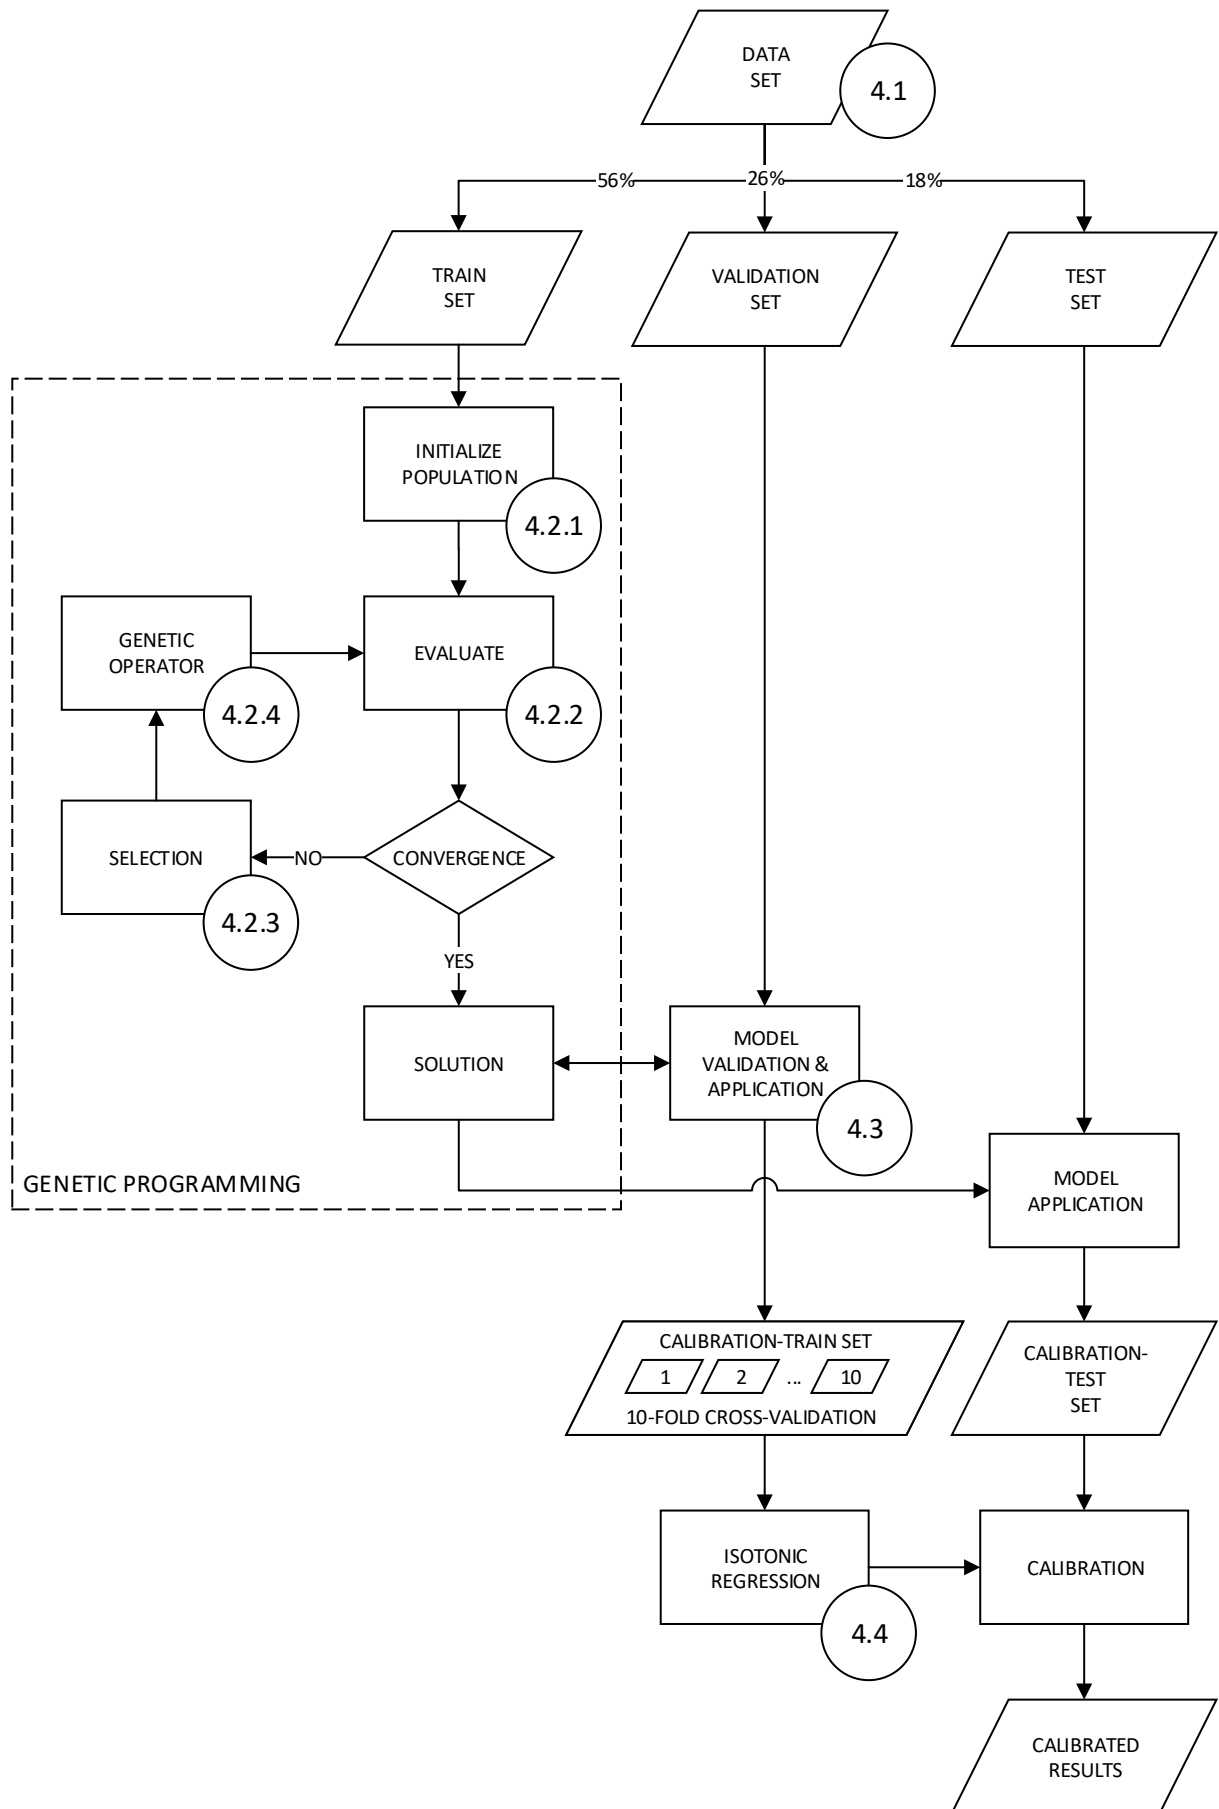 DATA
SET
4.1
56%
26%
18%
TRAIN
SET
VALIDATION
SET
TEST
SET
INITIALIZE
POPULATION
4.2.1
GENETIC
OPERATOR
4.2.4
EVALUATE
4.2.2
SELECTION
4.2.3
NO
CONVERGENCE
YES
SOLUTION
MODEL
VALIDATION &
APPLICATION
4.3
GENETIC PROGRAMMING
MODEL
APPLICATION
CALIBRATION-TRAIN SET
1 2 ... 10
10-FOLD CROSS-VALIDATION
CALIBRATION-
TEST
SET
ISOTONIC
REGRESSION
4.4
CALIBRATION
CALIBRATED
RESULTS